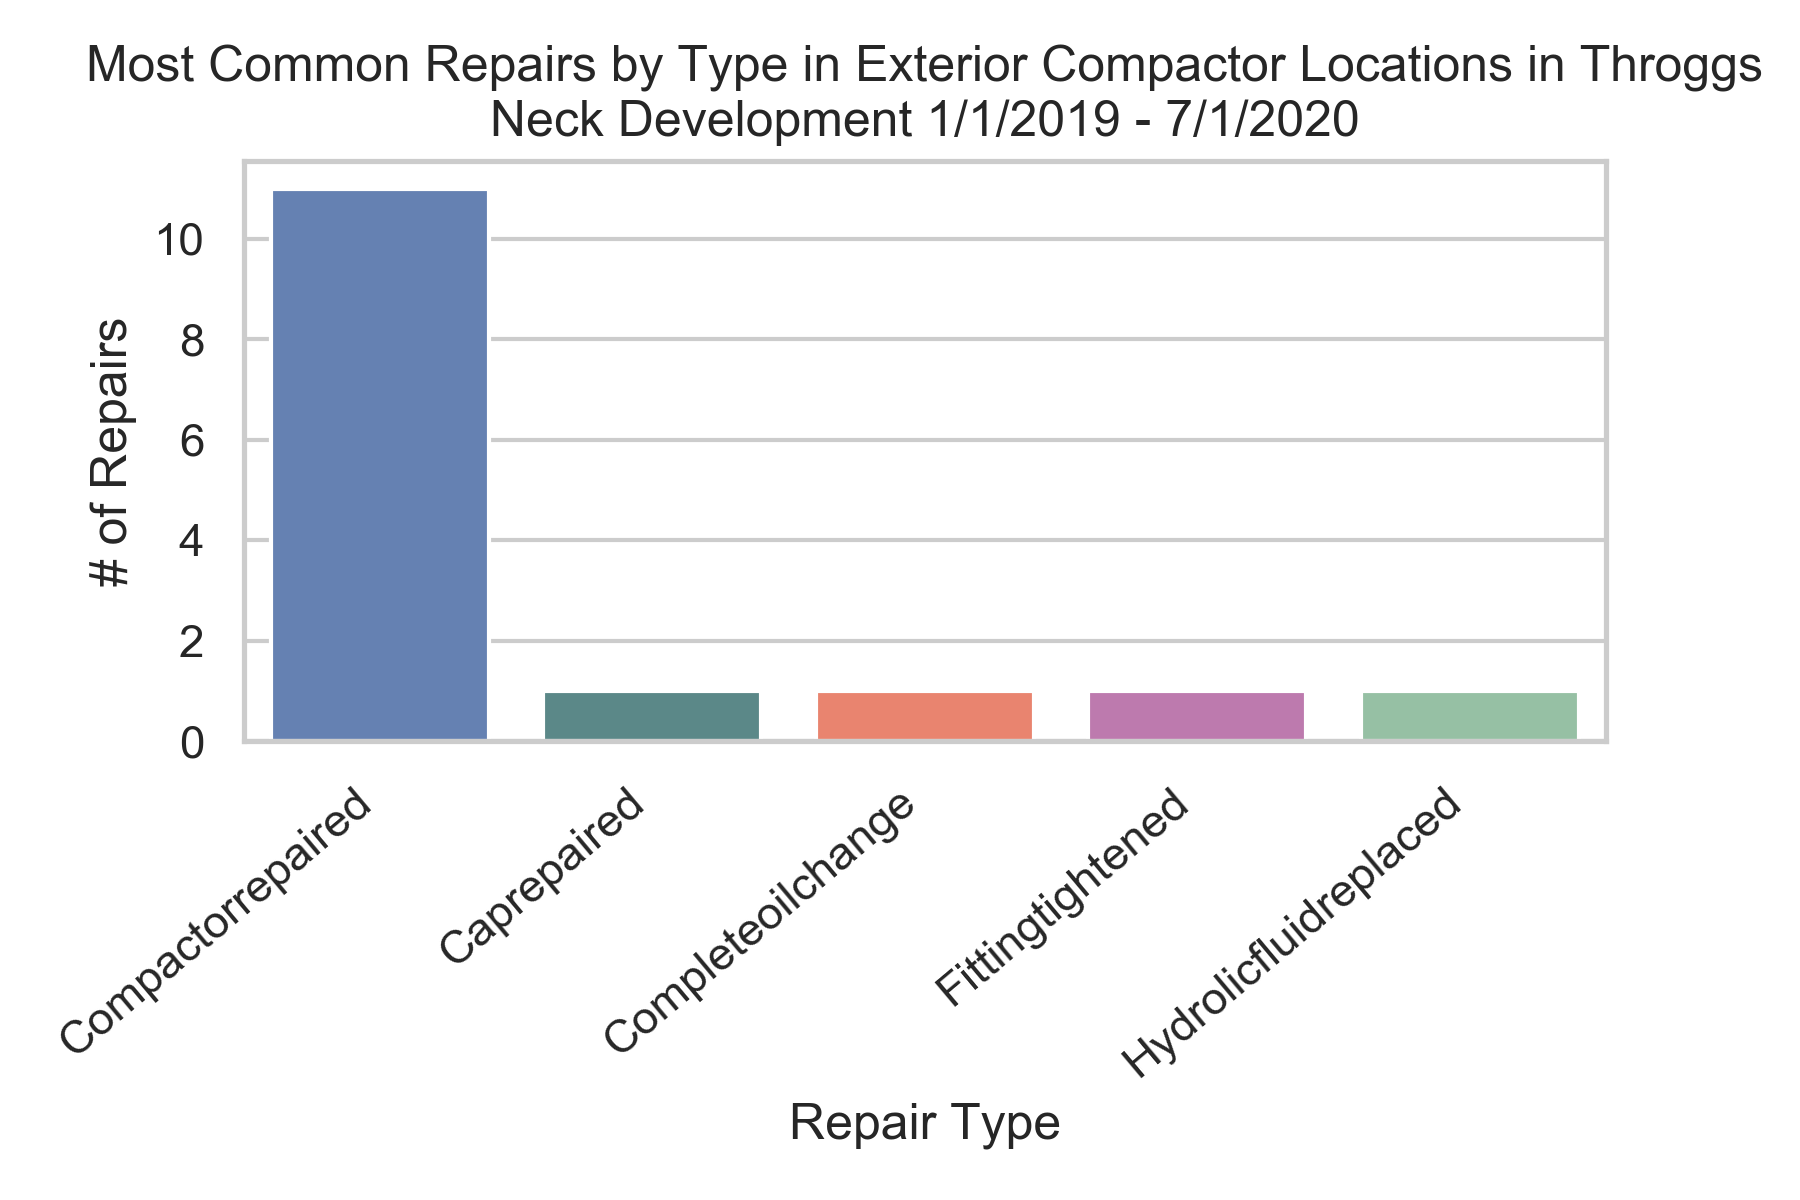 Most Common Repairs by Type in Exterior Compactor Locations in Throggs
Neck Development 1/1/2019 - 7/1/2020
# of Repairs
10
8
6
4
2
0
Compactorrepaired
Caprepaired
Completeoilchange
Fittingtightened
Hydrolicfluidreplaced
Repair Type